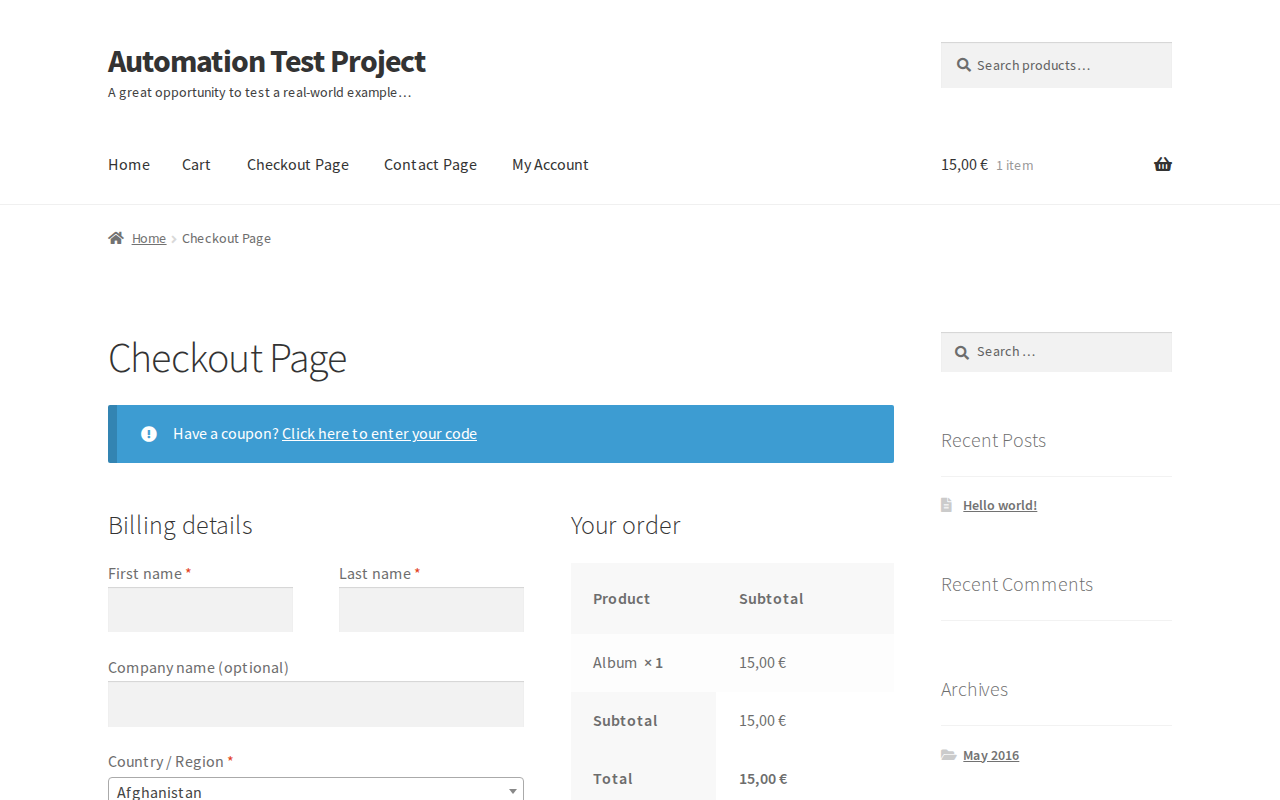 Automation Test Project
A great opportunity to test a real-world example…
Search products…
Home Cart Checkout Page Contact Page My Account
15,00 € 1 item
Home Checkout Page
Checkout Page
Have a coupon? Click here to enter your code
Billing details
First name * Last name *
Company name (optional)
Country / Region *
Afghanistan
Your order
Product Subtotal
Album × 1 15,00 €
Subtotal 15,00 €
Total 15,00 €
Search …
Recent Posts
Hello world!
Recent Comments
Archives
May 2016